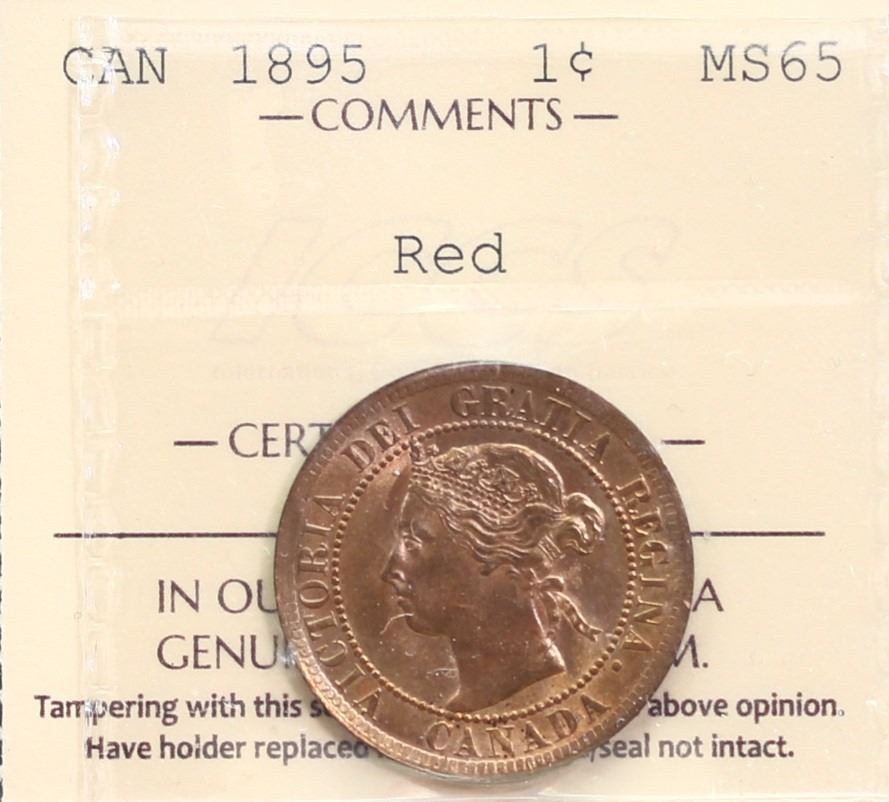 CAN 1895 1¢ MS65
— COMMENTS —
ICCS
Red
— CERT —
VICTORIA DEI GRATIA REGINA.
CANADA
IN OU A
GENU M.
Tampering with this s above opinion.
Have holder replaced /seal not intact.